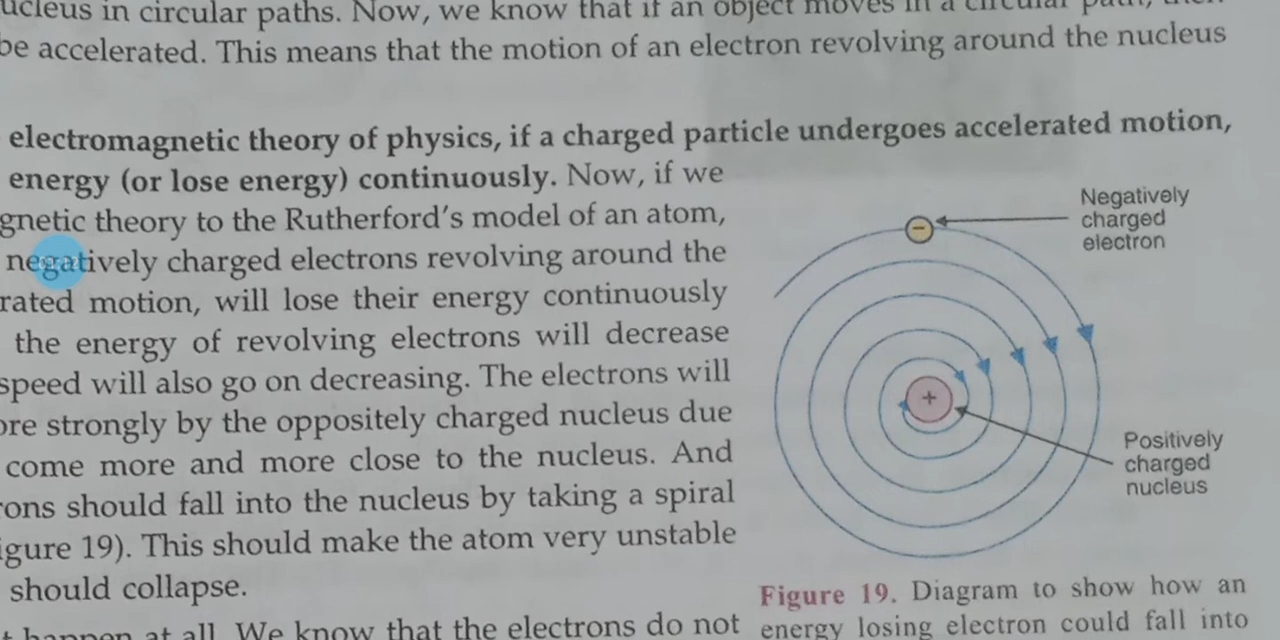 ucleus in circular paths. Now, we know that if an object moves in a circular path, then
be accelerated. This means that the motion of an electron revolving around the nucleus
electromagnetic theory of physics, if a charged particle undergoes accelerated motion,
energy (or lose energy) continuously. Now, if we
gnetic theory to the Rutherford's model of an atom,
negatively charged electrons revolving around the
rated motion, will lose their energy continuously
the energy of revolving electrons will decrease
speed will also go on decreasing. The electrons will
ore strongly by the oppositely charged nucleus due
come more and more close to the nucleus. And
rons should fall into the nucleus by taking a spiral
igure 19). This should make the atom very unstable
should collapse.
t happen at all. We know that the electrons do not
Negatively
charged
electron
−
+
Positively
charged
nucleus
Figure 19. Diagram to show how an
energy losing electron could fall into